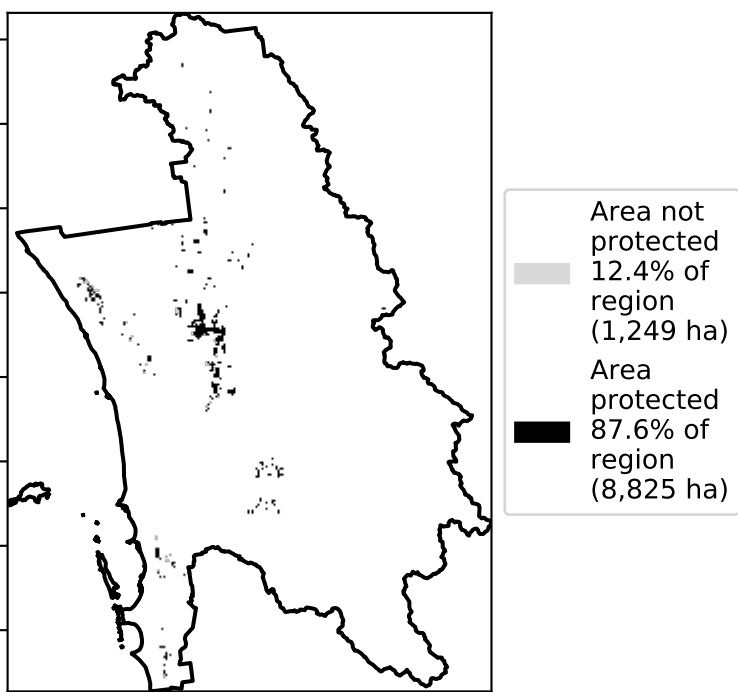 Area not
protected
12.4% of
region
(1,249 ha)
Area
protected
87.6% of
region
(8,825 ha)